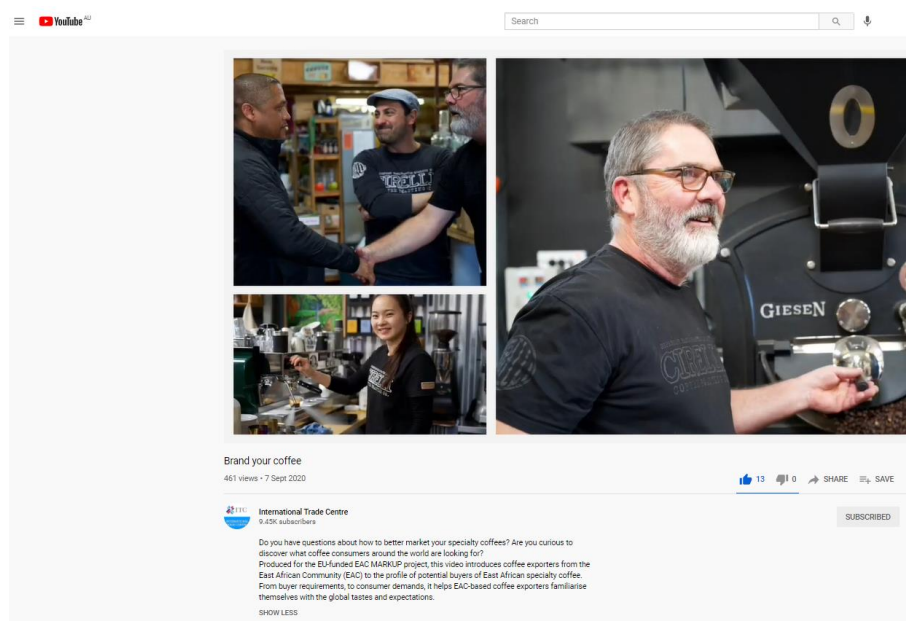 YouTube AU
Search
CIRELLI
CIRELLI
GIESEN
Brand your coffee
461 views • 7 Sept 2020
13
0
SHARE
SAVE
ITC
International Trade Centre
9.45K subscribers
SUBSCRIBED
Do you have questions about how to better market your specialty coffees? Are you curious to
discover what coffee consumers around the world are looking for?
Produced for the EU-funded EAC MARKUP project, this video introduces coffee exporters from the
East African Community (EAC) to the profile of potential buyers of East African specialty coffee.
From buyer requirements, to consumer demands, it helps EAC-based coffee exporters familiarise
themselves with the global tastes and expectations.
SHOW LESS